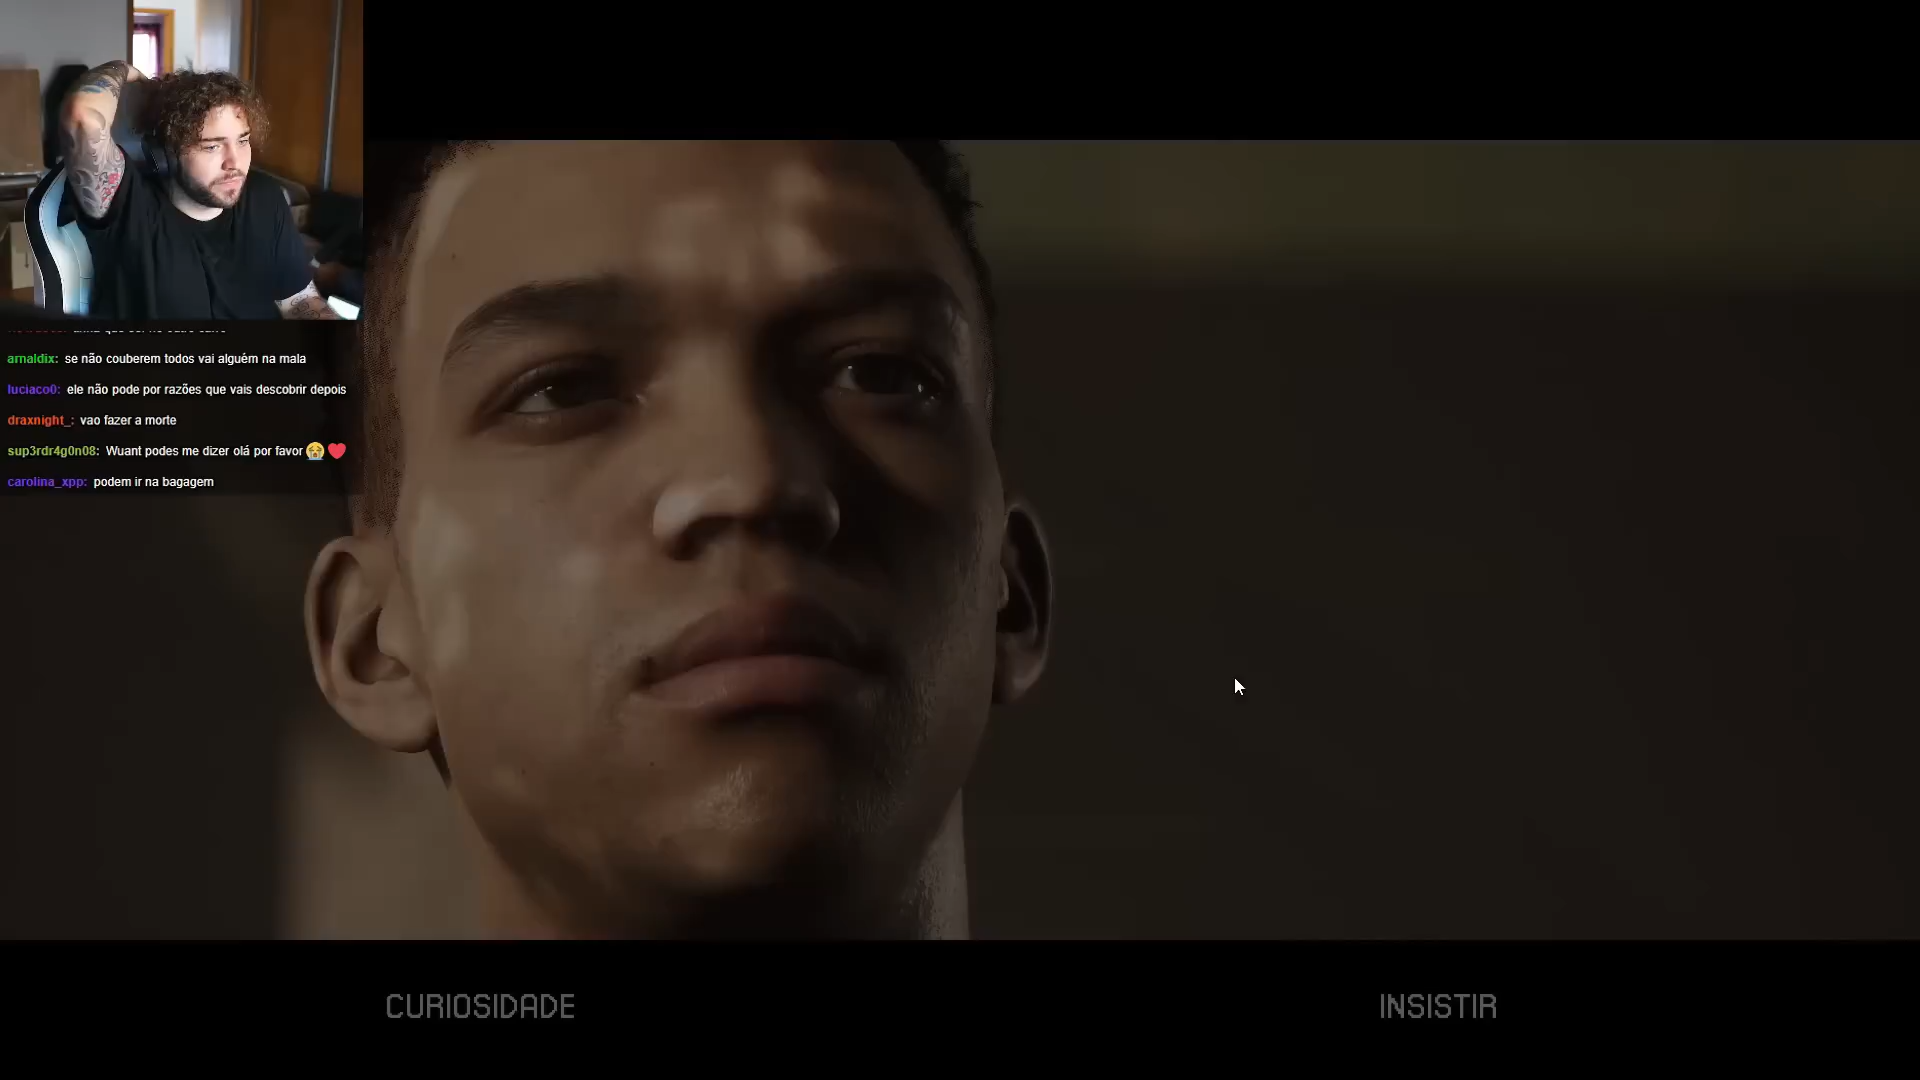 arnaldix: se não couberem todos vai alguém na mala
luciaco0: ele não pode por razões que vais descobrir depois
draxnight_: vao fazer a morte
sup3rdr4g0n08: Wuant podes me dizer olá por favor 😭❤️
carolina_xpp: podem ir na bagagem
CURIOSIDADE
INSISTIR